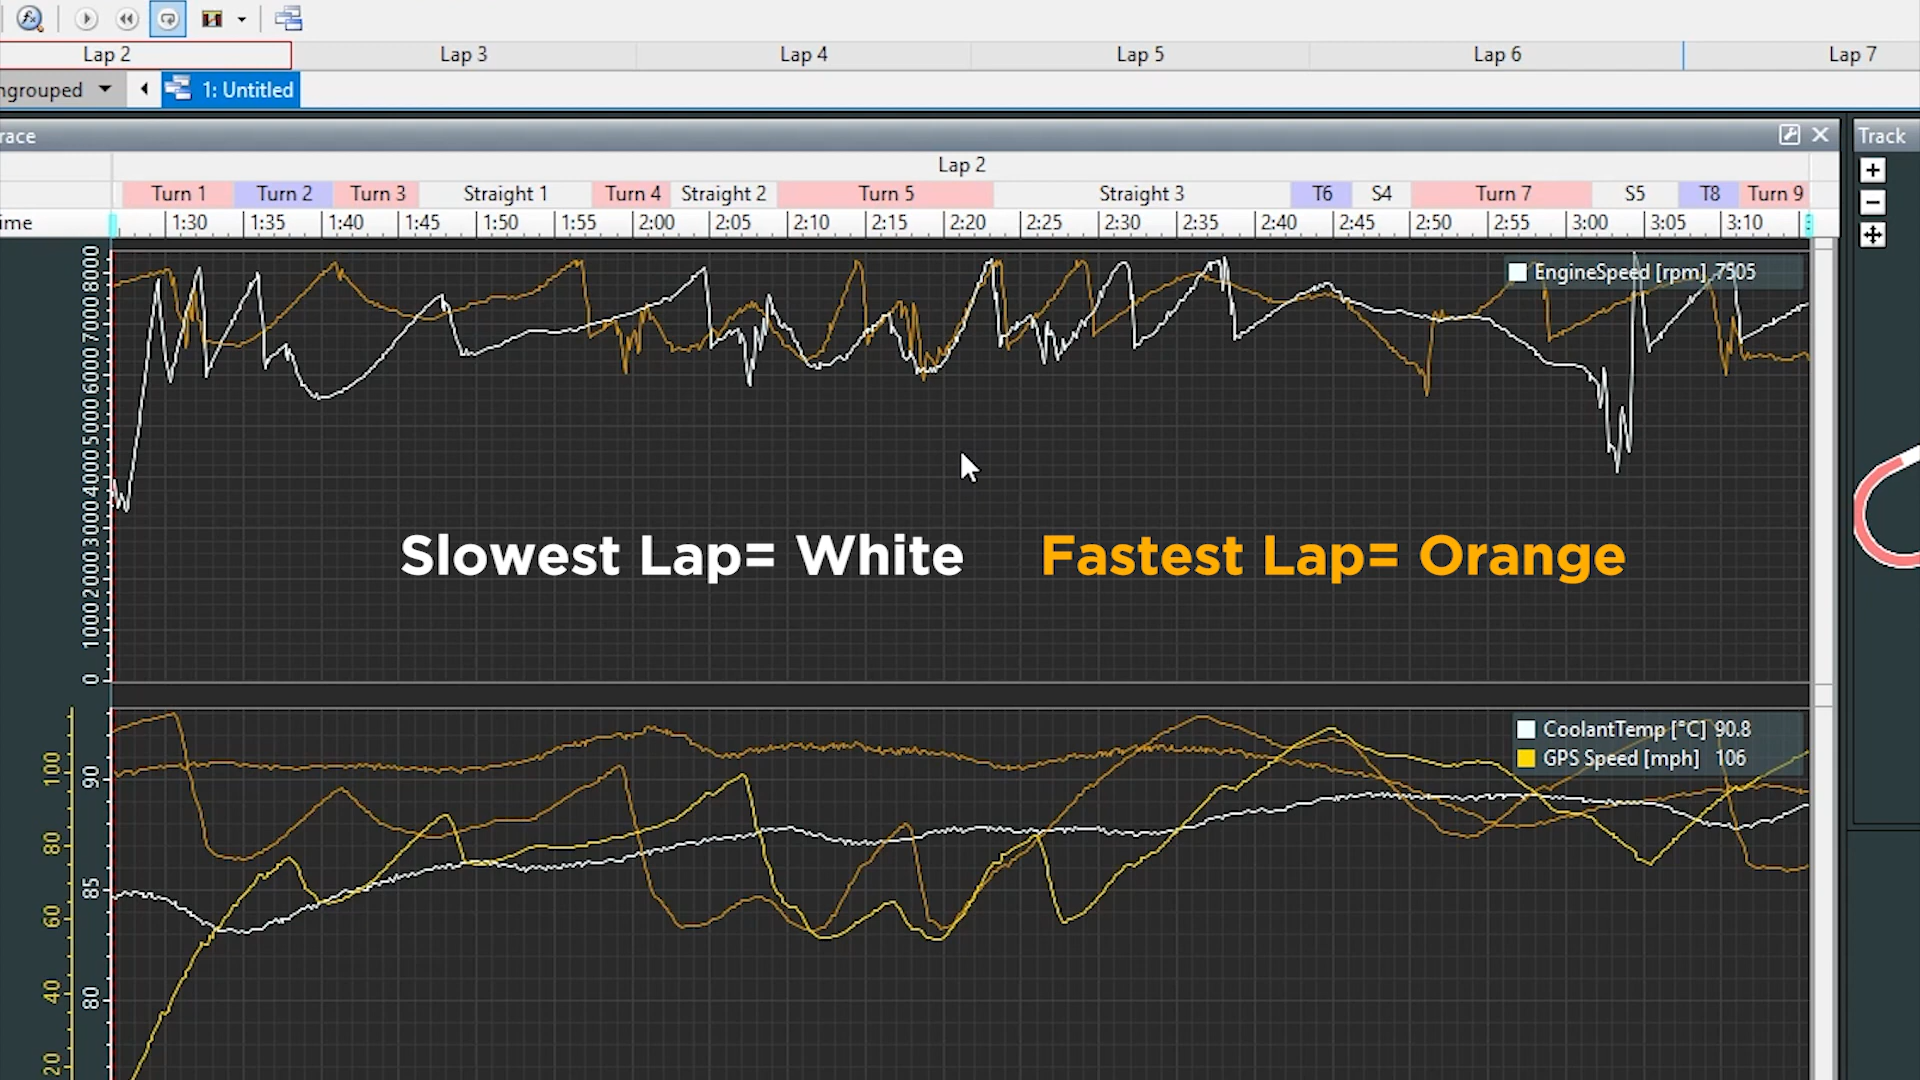 Lap 2 Lap 3 Lap 4 Lap 5 Lap 6 Lap 7
ngrouped 1: Untitled
race Track
Lap 2
Turn 1 Turn 2 Turn 3 Straight 1 Turn 4 Straight 2 Turn 5 Straight 3 T6 S4 Turn 7 S5 T8 Turn 9
ime 1:30 1:35 1:40 1:45 1:50 1:55 2:00 2:05 2:10 2:15 2:20 2:25 2:30 2:35 2:40 2:45 2:50 2:55 3:00 3:05 3:10
EngineSpeed [rpm] 7505
8000
7000
6000
5000
4000
3000
2000
1000
0
Slowest Lap= White Fastest Lap= Orange
CoolantTemp [°C] 90.8
GPS Speed [mph] 106
100
80
60
40
20
90
85
80